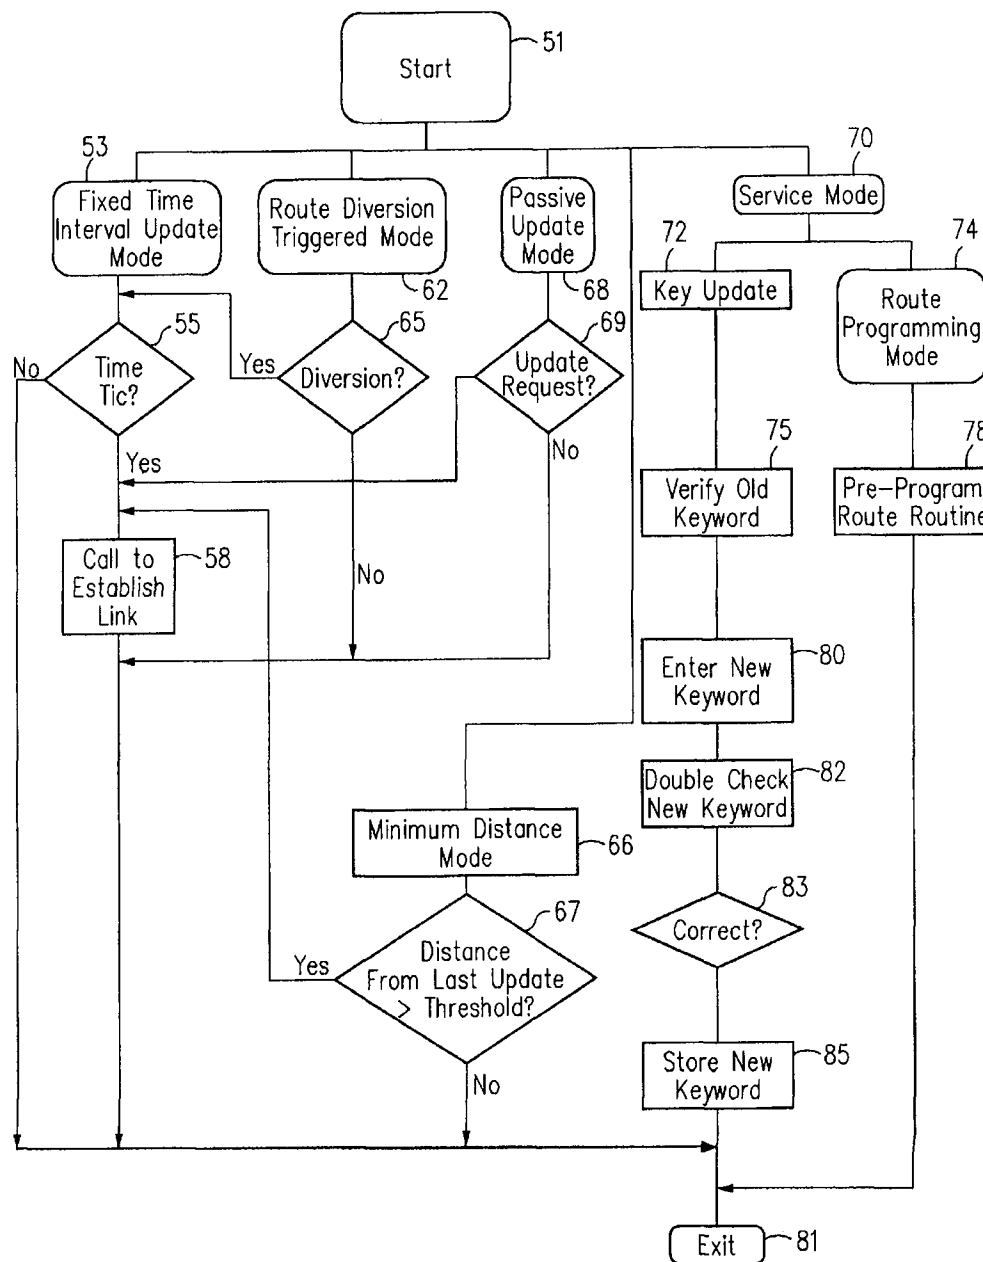 Start
51
53
Fixed Time
Interval Update
Mode
Route Diversion
Triggered Mode
62
Passive
Update
Mode
68
70
Service Mode
72
Key Update
74
Route
Programming
Mode
55
Time
Tic?
No
Yes
65
Diversion?
Yes
No
69
Update
Request?
No
75
Verify Old
Keyword
78
Pre-Program
Route Routine
Call to
Establish
Link
58
Enter New
Keyword
80
Double Check
New Keyword
82
Minimum Distance
Mode
66
67
Distance
From Last Update
> Threshold?
Yes
No
83
Correct?
Store New
Keyword
85
Exit
81